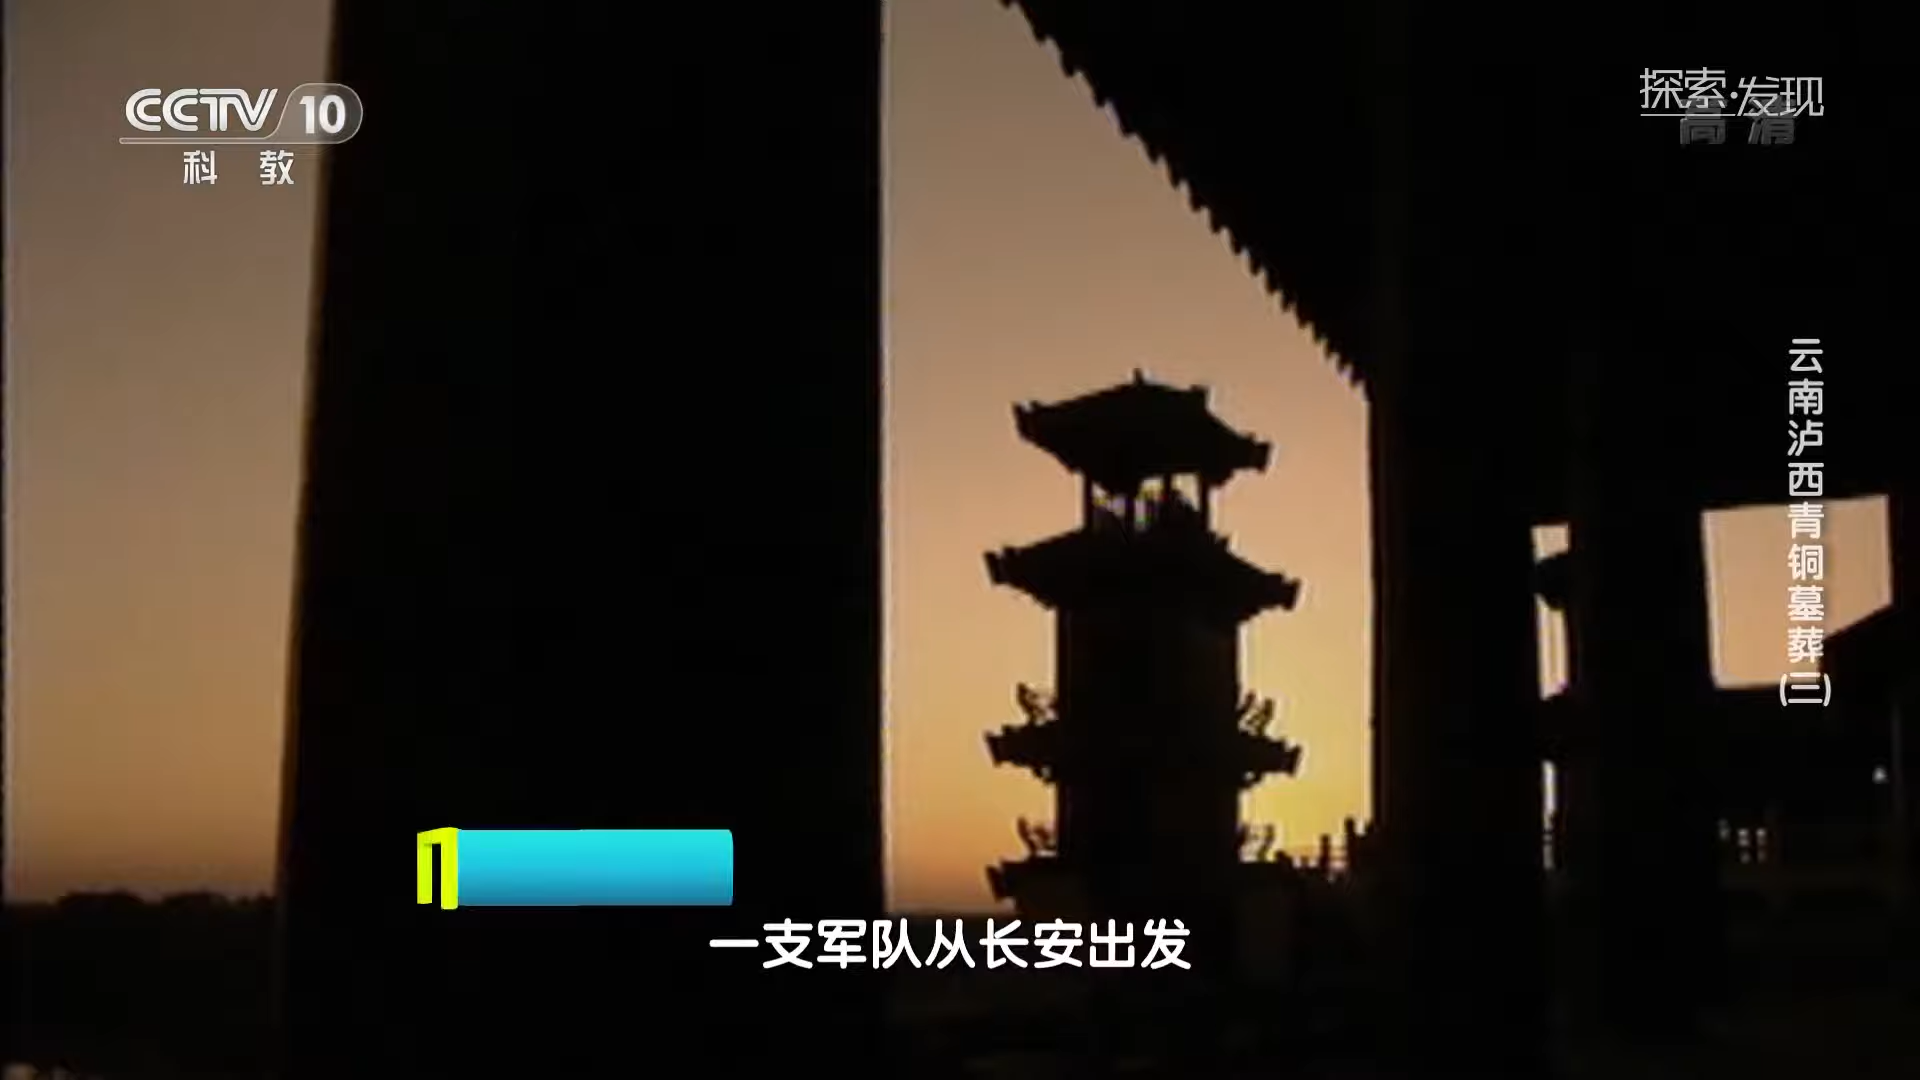 CCTV 10
科教
探索·发现
高清
云南泸西青铜墓葬(三)
一支军队从长安出发